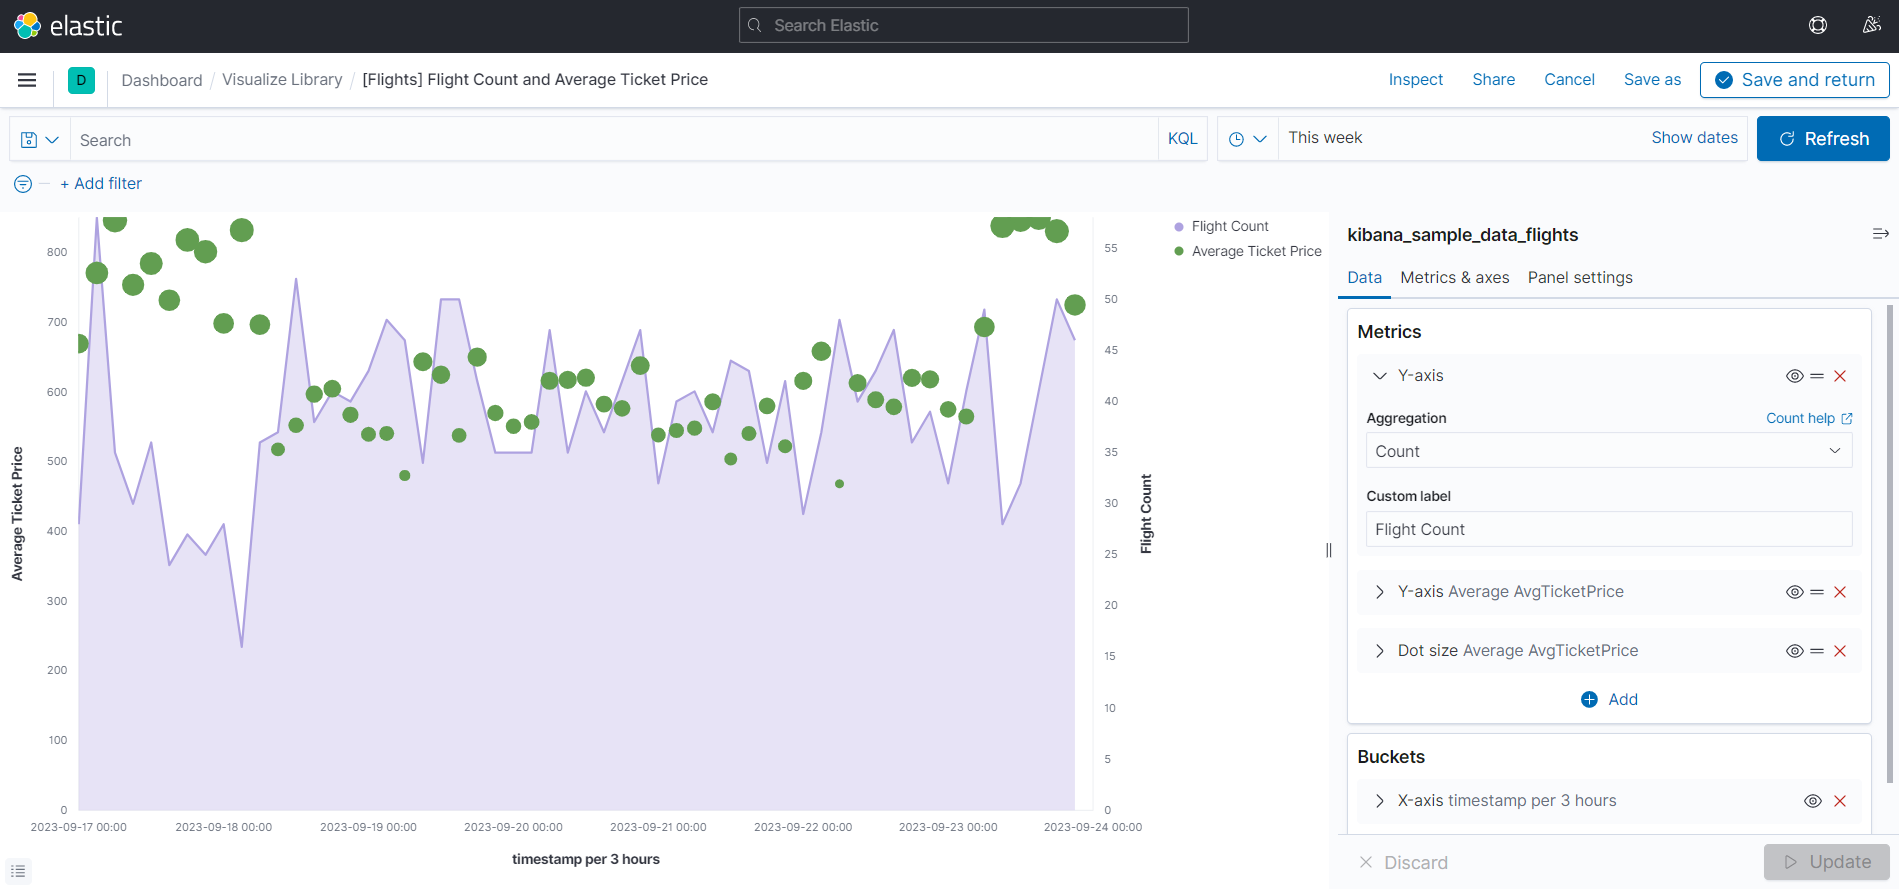 elastic
Search Elastic
D
Dashboard / Visualize Library / [Flights] Flight Count and Average Ticket Price
Inspect
Share
Cancel
Save as
Save and return
Search
KQL
This week
Show dates
Refresh
+ Add filter
Average Ticket Price
800
700
600
500
400
300
200
100
0
55
50
45
40
35
30
25
20
15
10
5
0
Flight Count
2023-09-17 00:00
2023-09-18 00:00
2023-09-19 00:00
2023-09-20 00:00
2023-09-21 00:00
2023-09-22 00:00
2023-09-23 00:00
2023-09-24 00:00
timestamp per 3 hours
Flight Count
Average Ticket Price
kibana_sample_data_flights
Data
Metrics & axes
Panel settings
Metrics
Y-axis
Aggregation
Count help
Count
Custom label
Flight Count
Y-axis Average AvgTicketPrice
Dot size Average AvgTicketPrice
Add
Buckets
X-axis timestamp per 3 hours
Discard
Update